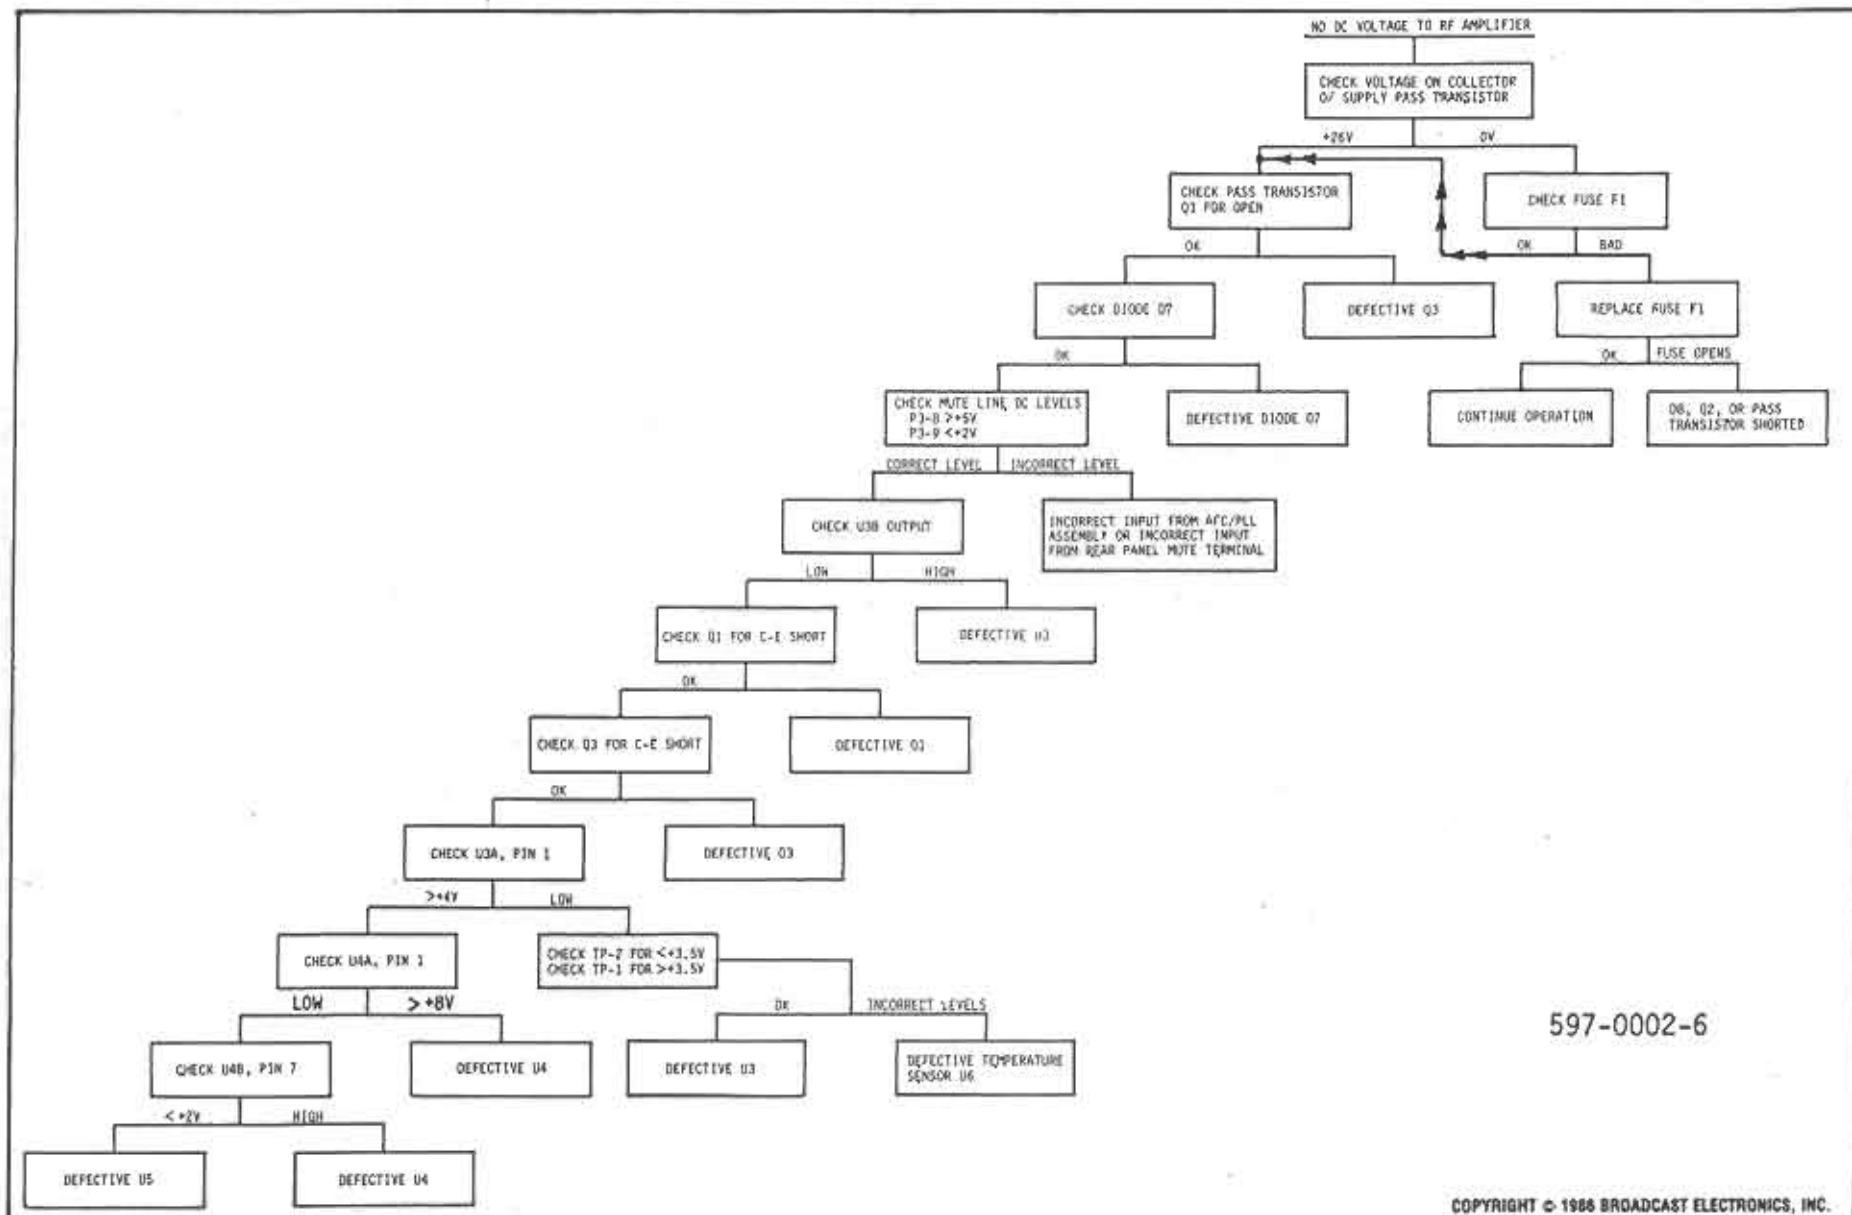 NO DC VOLTAGE TO RF AMPLIFIER
CHECK VOLTAGE ON COLLECTOR
O/ SUPPLY PASS TRANSISTOR
+26V
0V
CHECK PASS TRANSISTOR
Q1 FOR OPEN
CHECK FUSE F1
OK
OK
BAD
CHECK DIODE D7
DEFECTIVE Q3
REPLACE FUSE F1
OK
OK
FUSE OPENS
CHECK MUTE LINE DC LEVELS
P3-8 >+5V
P3-9 <+2V
DEFECTIVE DIODE D7
CONTINUE OPERATION
D8, Q2, OR PASS
TRANSISTOR SHORTED
CORRECT LEVEL
INCORRECT LEVEL
CHECK U3B OUTPUT
INCORRECT INPUT FROM AFC/PLL
ASSEMBLY OR INCORRECT INPUT
FROM REAR PANEL MUTE TERMINAL
LOW
HIGH
CHECK Q1 FOR C-E SHORT
DEFECTIVE U3
OK
CHECK Q3 FOR C-E SHORT
DEFECTIVE Q1
OK
CHECK U3A, PIN 1
DEFECTIVE Q3
>+4V
LOW
CHECK U4A, PIN 1
CHECK TP-2 FOR <+3.5V
CHECK TP-1 FOR >+3.5V
LOW
> +8V
OK
INCORRECT LEVELS
CHECK U4B, PIN 7
DEFECTIVE U4
DEFECTIVE U3
DEFECTIVE TEMPERATURE
SENSOR U6
< +2V
HIGH
DEFECTIVE U5
DEFECTIVE U4
597-0002-6
COPYRIGHT © 1986 BROADCAST ELECTRONICS, INC.